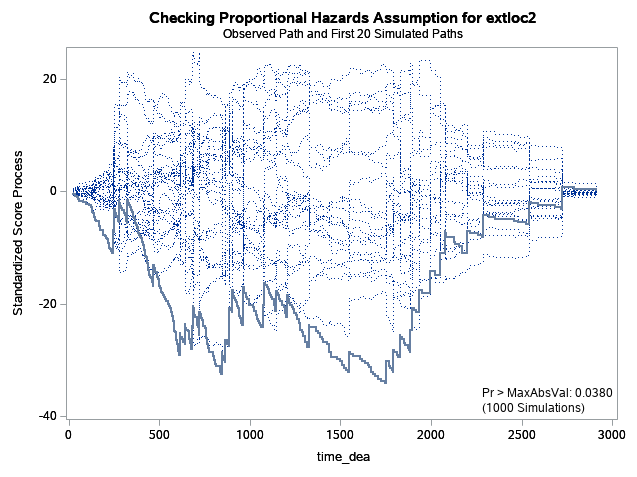 Checking Proportional Hazards Assumption for extloc2
Observed Path and First 20 Simulated Paths
Standardized Score Process
20
0
-20
-40
Pr > MaxAbsVal: 0.0380
(1000 Simulations)
0 500 1000 1500 2000 2500 3000
time_dea